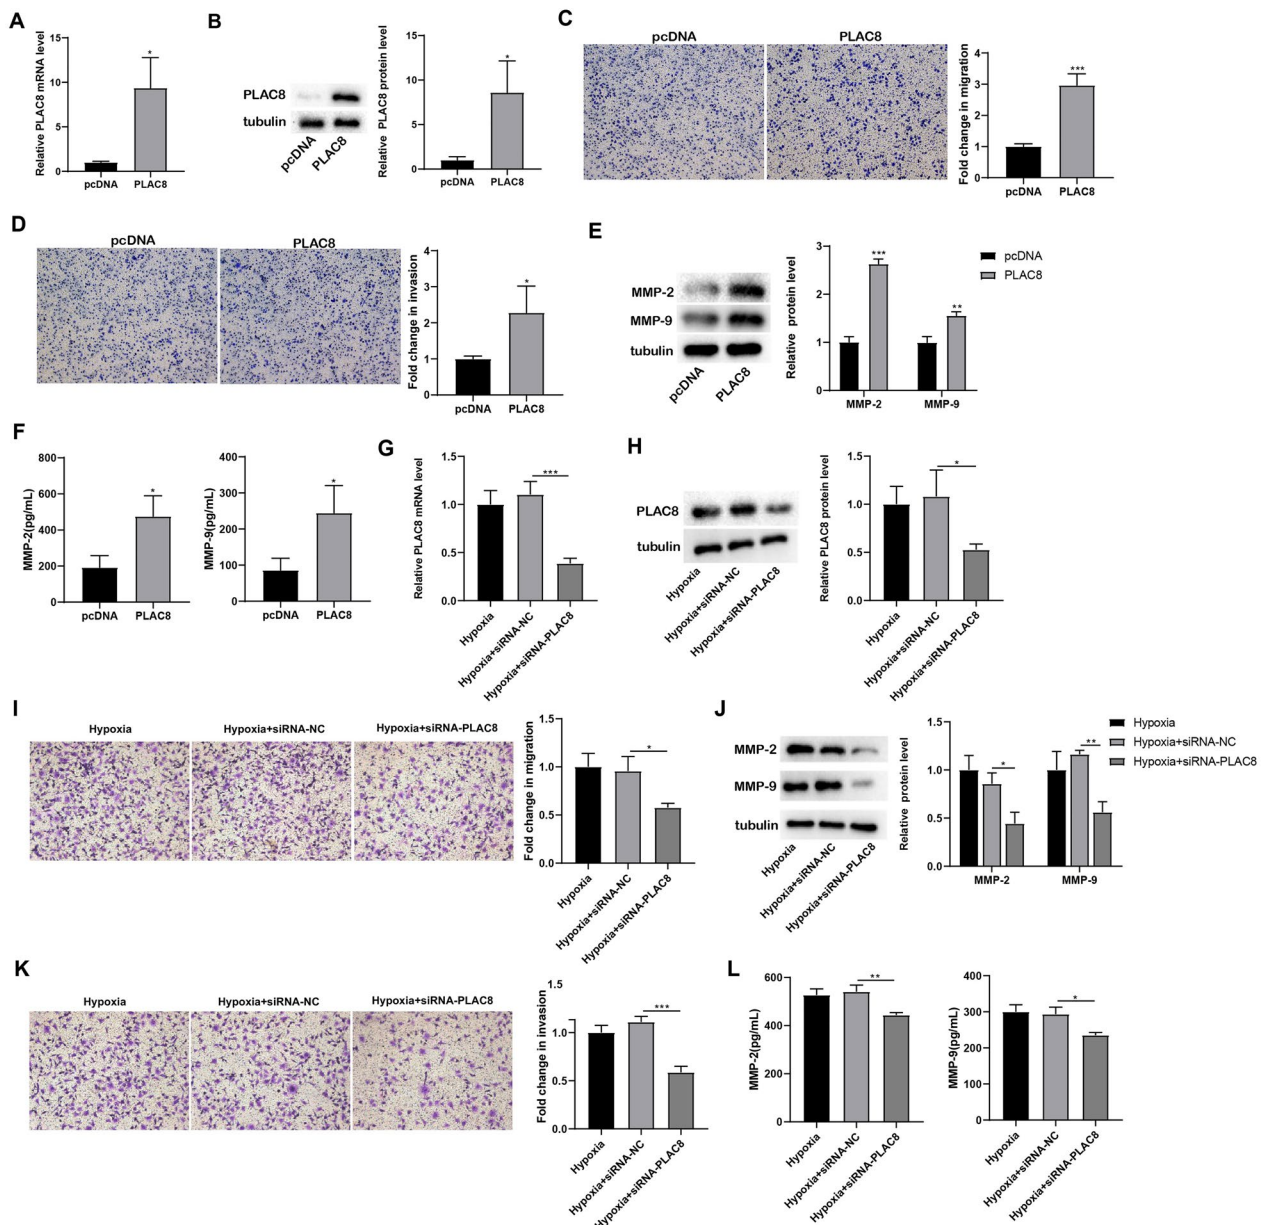 A
Relative PLAC8 mRNA level
15
10
5
0
*
pcDNA
PLAC8
B
PLAC8
tubulin
pcDNA
PLAC8
Relative PLAC8 protein level
15
10
5
0
*
pcDNA
PLAC8
C
pcDNA
PLAC8
Fold change in migration
4
3
2
1
0
***
pcDNA
PLAC8
D
pcDNA
PLAC8
Fold change in invasion
4
3
2
1
0
*
pcDNA
PLAC8
E
MMP-2
MMP-9
tubulin
pcDNA
PLAC8
Relative protein level
3
2
1
0
***
**
MMP-2
MMP-9
pcDNA
PLAC8
F
MMP-2(pg/mL)
800
600
400
200
0
*
pcDNA
PLAC8
MMP-9(pg/mL)
400
300
200
100
0
*
pcDNA
PLAC8
G
Relative PLAC8 mRNA level
1.5
1.0
0.5
0.0
***
Hypoxia
Hypoxia+siRNA-NC
Hypoxia+siRNA-PLAC8
H
PLAC8
tubulin
Hypoxia
Hypoxia+siRNA-NC
Hypoxia+siRNA-PLAC8
Relative PLAC8 protein level
1.5
1.0
0.5
0.0
*
Hypoxia
Hypoxia+siRNA-NC
Hypoxia+siRNA-PLAC8
I
Hypoxia
Hypoxia+siRNA-NC
Hypoxia+siRNA-PLAC8
Fold change in migration
1.5
1.0
0.5
0.0
*
Hypoxia
Hypoxia+siRNA-NC
Hypoxia+siRNA-PLAC8
J
MMP-2
MMP-9
tubulin
Hypoxia
Hypoxia+siRNA-NC
Hypoxia+siRNA-PLAC8
Relative protein level
1.5
1.0
0.5
0.0
*
**
MMP-2
MMP-9
Hypoxia
Hypoxia+siRNA-NC
Hypoxia+siRNA-PLAC8
K
Hypoxia
Hypoxia+siRNA-NC
Hypoxia+siRNA-PLAC8
Fold change in invasion
1.5
1.0
0.5
0.0
***
Hypoxia
Hypoxia+siRNA-NC
Hypoxia+siRNA-PLAC8
L
MMP-2(pg/mL)
600
400
200
0
**
Hypoxia
Hypoxia+siRNA-NC
Hypoxia+siRNA-PLAC8
MMP-9(pg/mL)
400
300
200
100
0
*
Hypoxia
Hypoxia+siRNA-NC
Hypoxia+siRNA-PLAC8